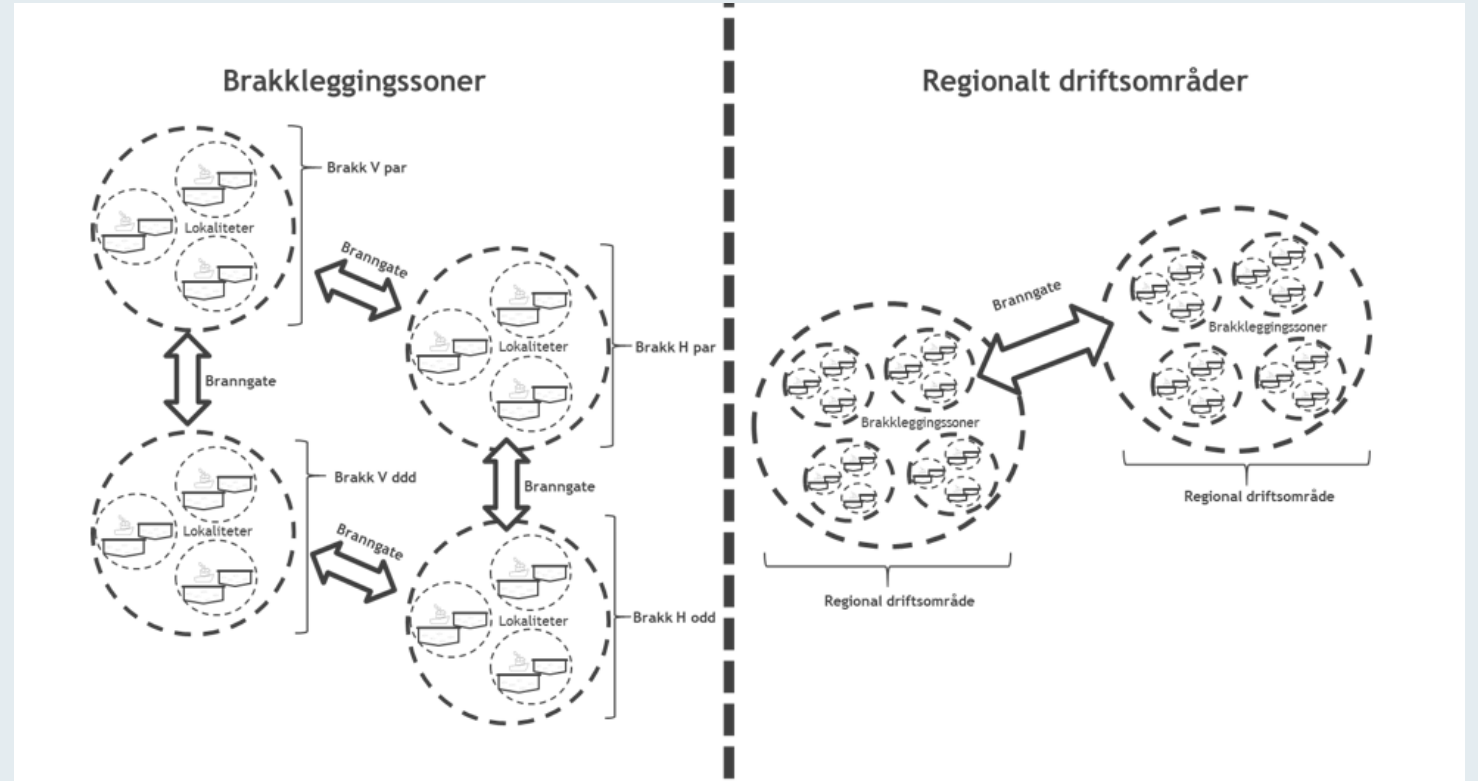 Brakkleggingssoner
Brakk V par
Lokaliteter
Branngate
Lokaliteter
Brakk H par
Branngate
Brakk V ddd
Lokaliteter
Branngate
Branngate
Lokaliteter
Brakk H odd
Regionalt driftsområder
Branngate
Brakkleggingssoner
Regional driftsområde
Brakkleggingssoner
Regional driftsområde